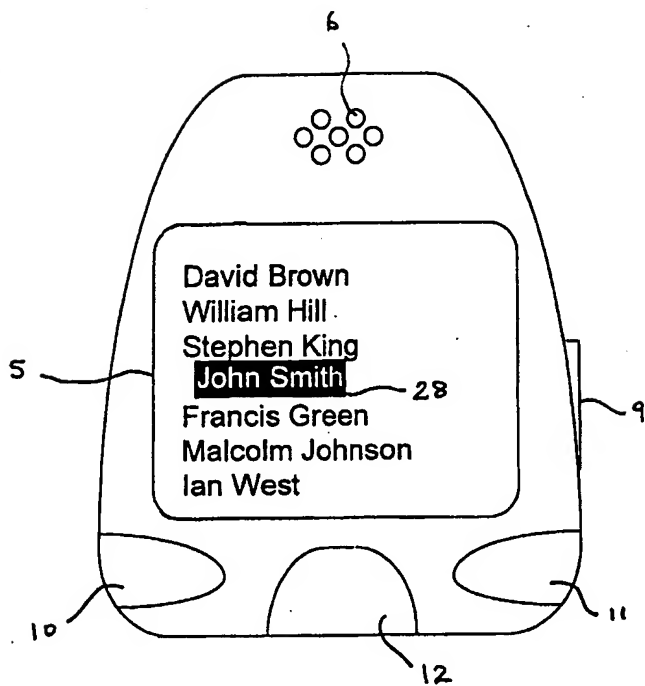 6
David Brown
William Hill
Stephen King
John Smith
Francis Green
Malcolm Johnson
Ian West
5
28
9
10
11
12